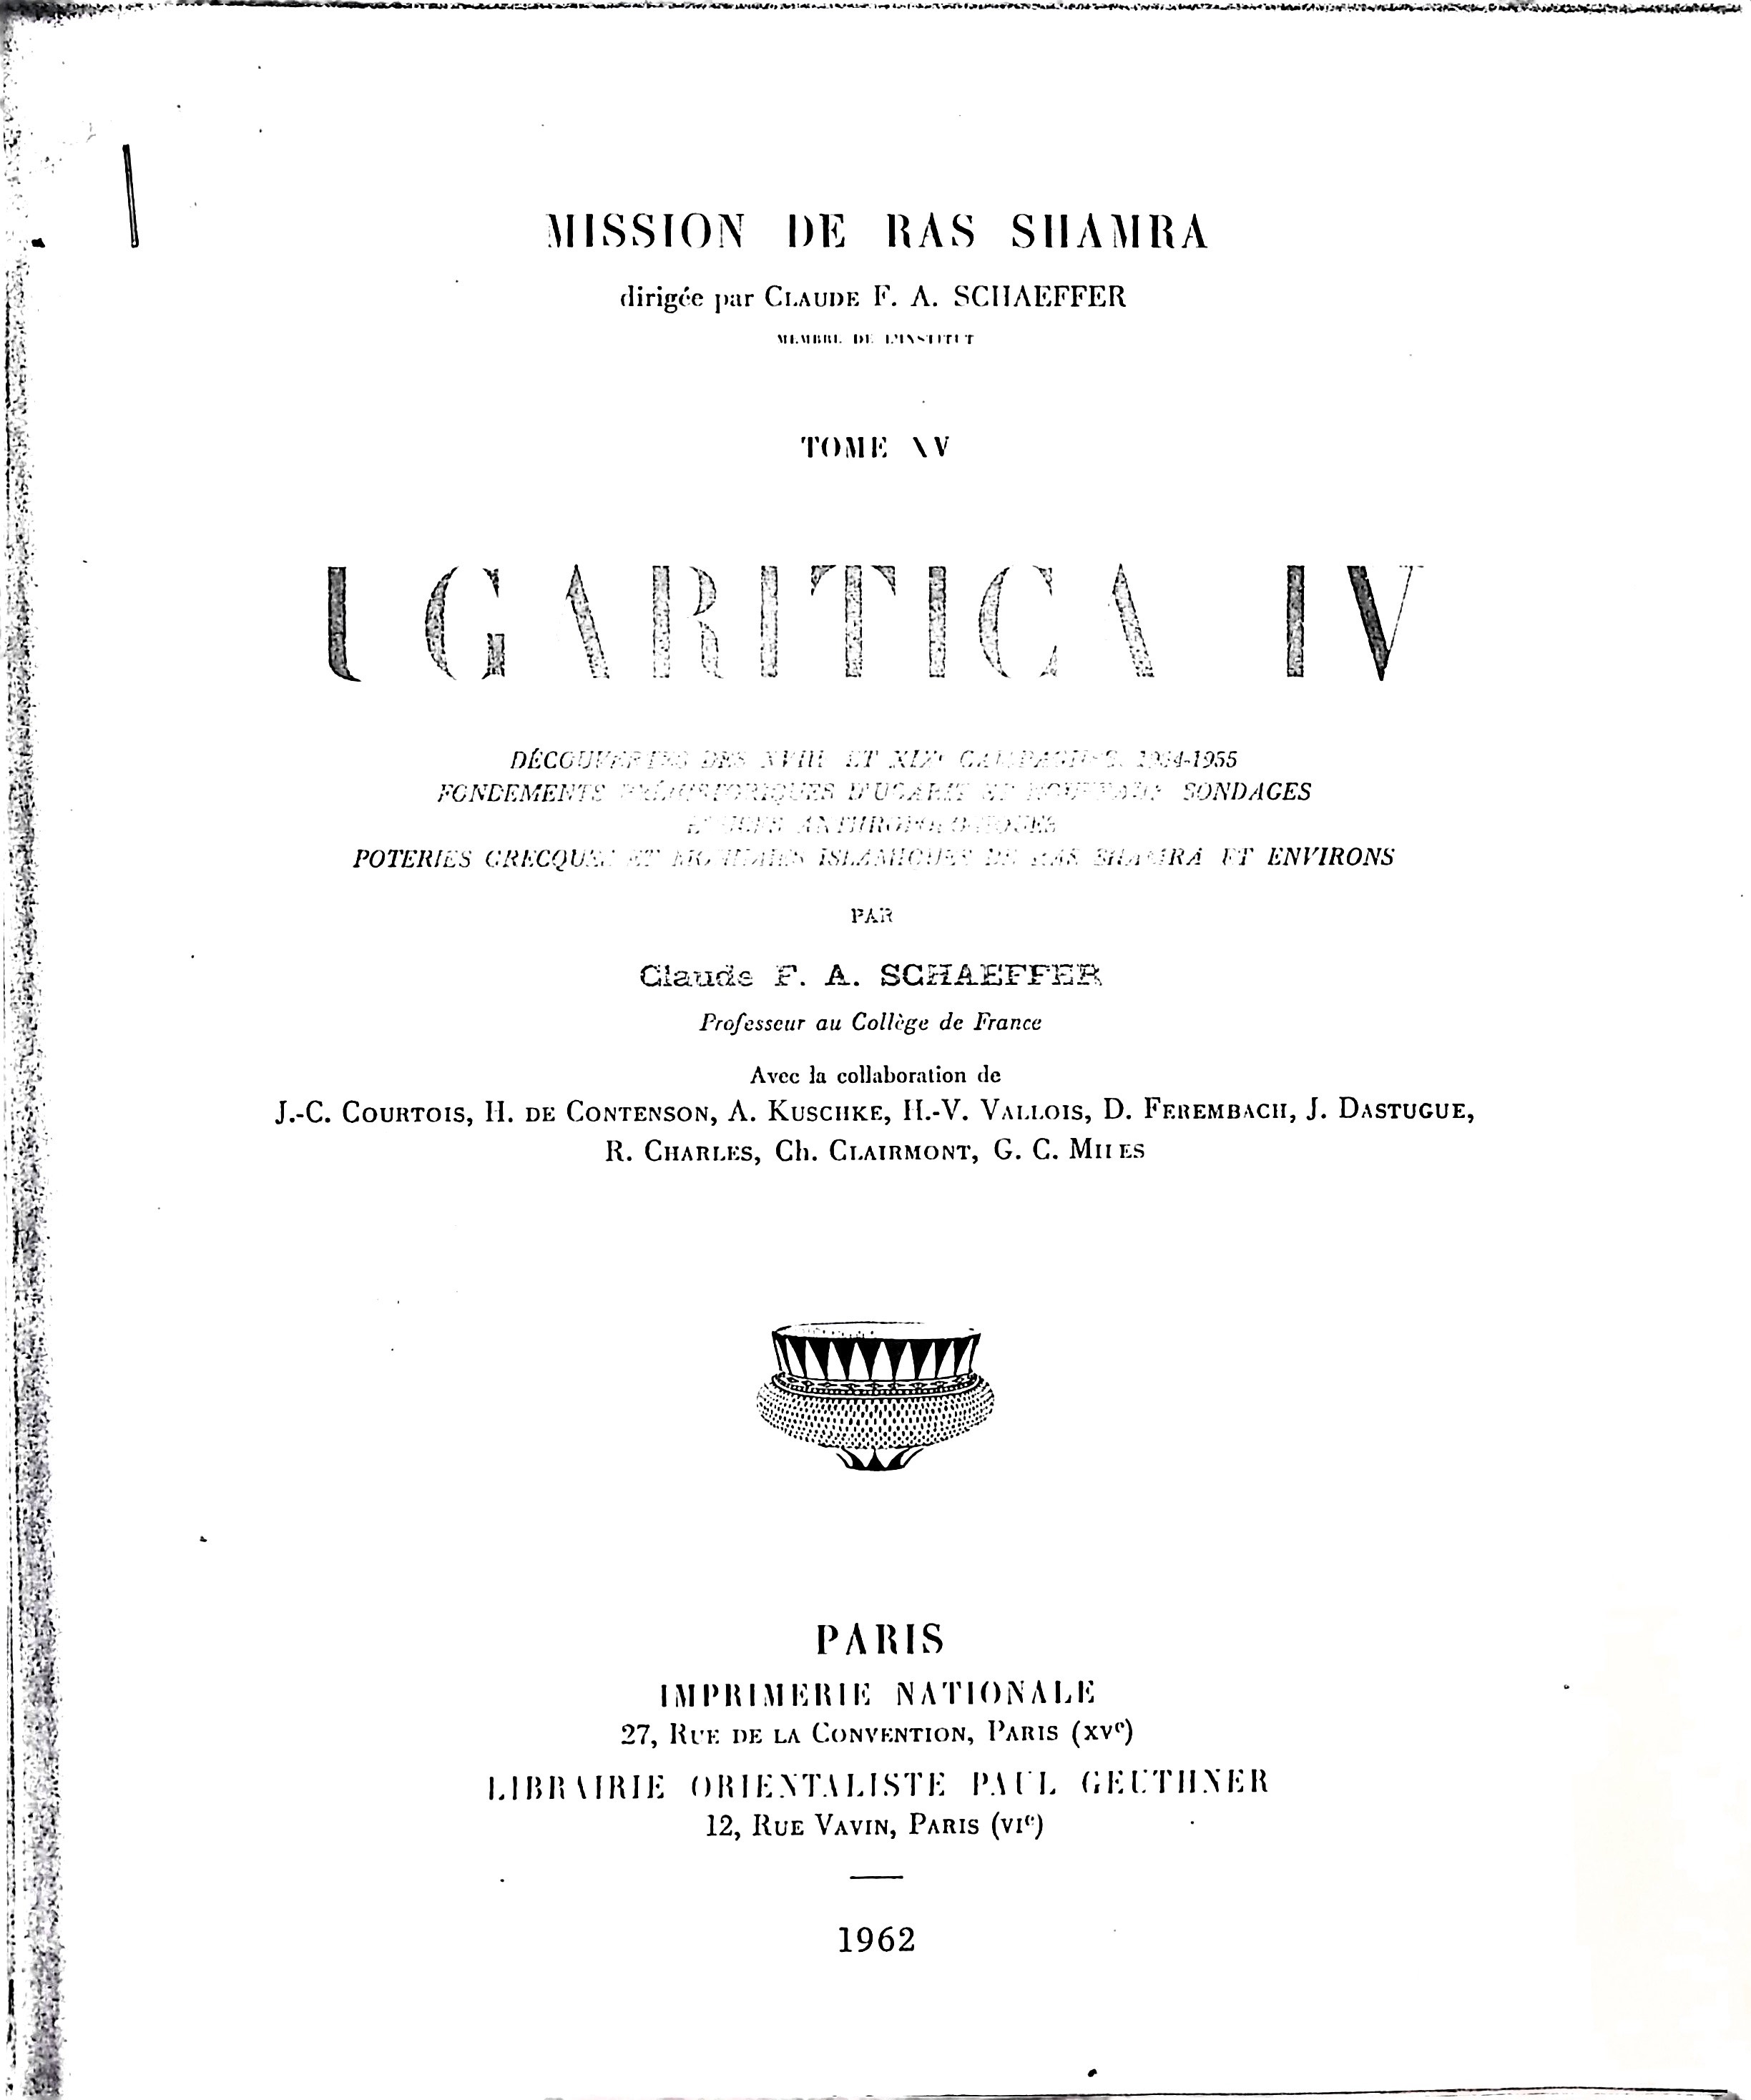 MISSION DE RAS SHAMRA
dirigée par CLAUDE F. A. SCHAEFFER
MEMBRE DE L'INSTITUT
TOME XV
UGARITICA IV
DÉCOUVERTES DES XVIIIe ET XIXe CAMPAGNES, 1954-1955
FONDEMENTS PRÉHISTORIQUES D'UGARIT ET NOUVEAUX SONDAGES
ÉTUDES ANTHROPOLOGIQUES
POTERIES GRECQUES ET MONNAIES ISLAMIQUES DE RAS SHAMRA ET ENVIRONS
PAR
Claude F. A. SCHAEFFER
Professeur au Collège de France
Avec la collaboration de
J.-C. COURTOIS, H. DE CONTENSON, A. KUSCHKE, H.-V. VALLOIS, D. FEREMBACH, J. DASTUGUE,
R. CHARLES, Ch. CLAIRMONT, G. C. MILES
PARIS
IMPRIMERIE NATIONALE
27, RUE DE LA CONVENTION, PARIS (XVe)
LIBRAIRIE ORIENTALISTE PAUL GEUTHNER
12, RUE VAVIN, PARIS (VIe)
1962